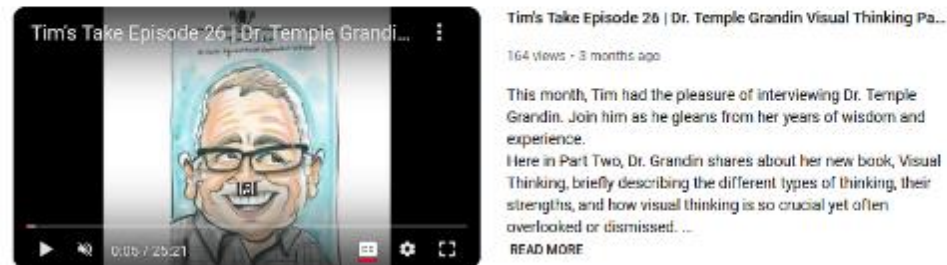 Tim's Take Episode 26 | Dr. Temple Grandi...
0:05 / 25:21
Tim's Take Episode 26 | Dr. Temple Grandin Visual Thinking Pa...
164 views • 3 months ago
This month, Tim had the pleasure of interviewing Dr. Temple
Grandin. Join him as he gleans from her years of wisdom and
experience.
Here in Part Two, Dr. Grandin shares about her new book, Visual
Thinking, briefly describing the different types of thinking, their
strengths, and how visual thinking is so crucial yet often
overlooked or dismissed. ...
READ MORE